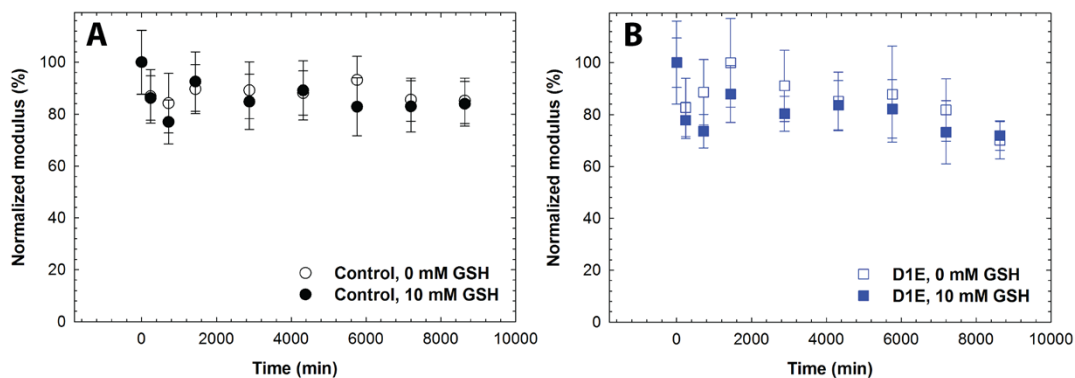 A
Normalized modulus (%)
100
80
60
40
20
0
Control, 0 mM GSH
Control, 10 mM GSH
0 2000 4000 6000 8000 10000
Time (min)
B
Normalized modulus (%)
100
80
60
40
20
0
D1E, 0 mM GSH
D1E, 10 mM GSH
0 2000 4000 6000 8000 10000
Time (min)